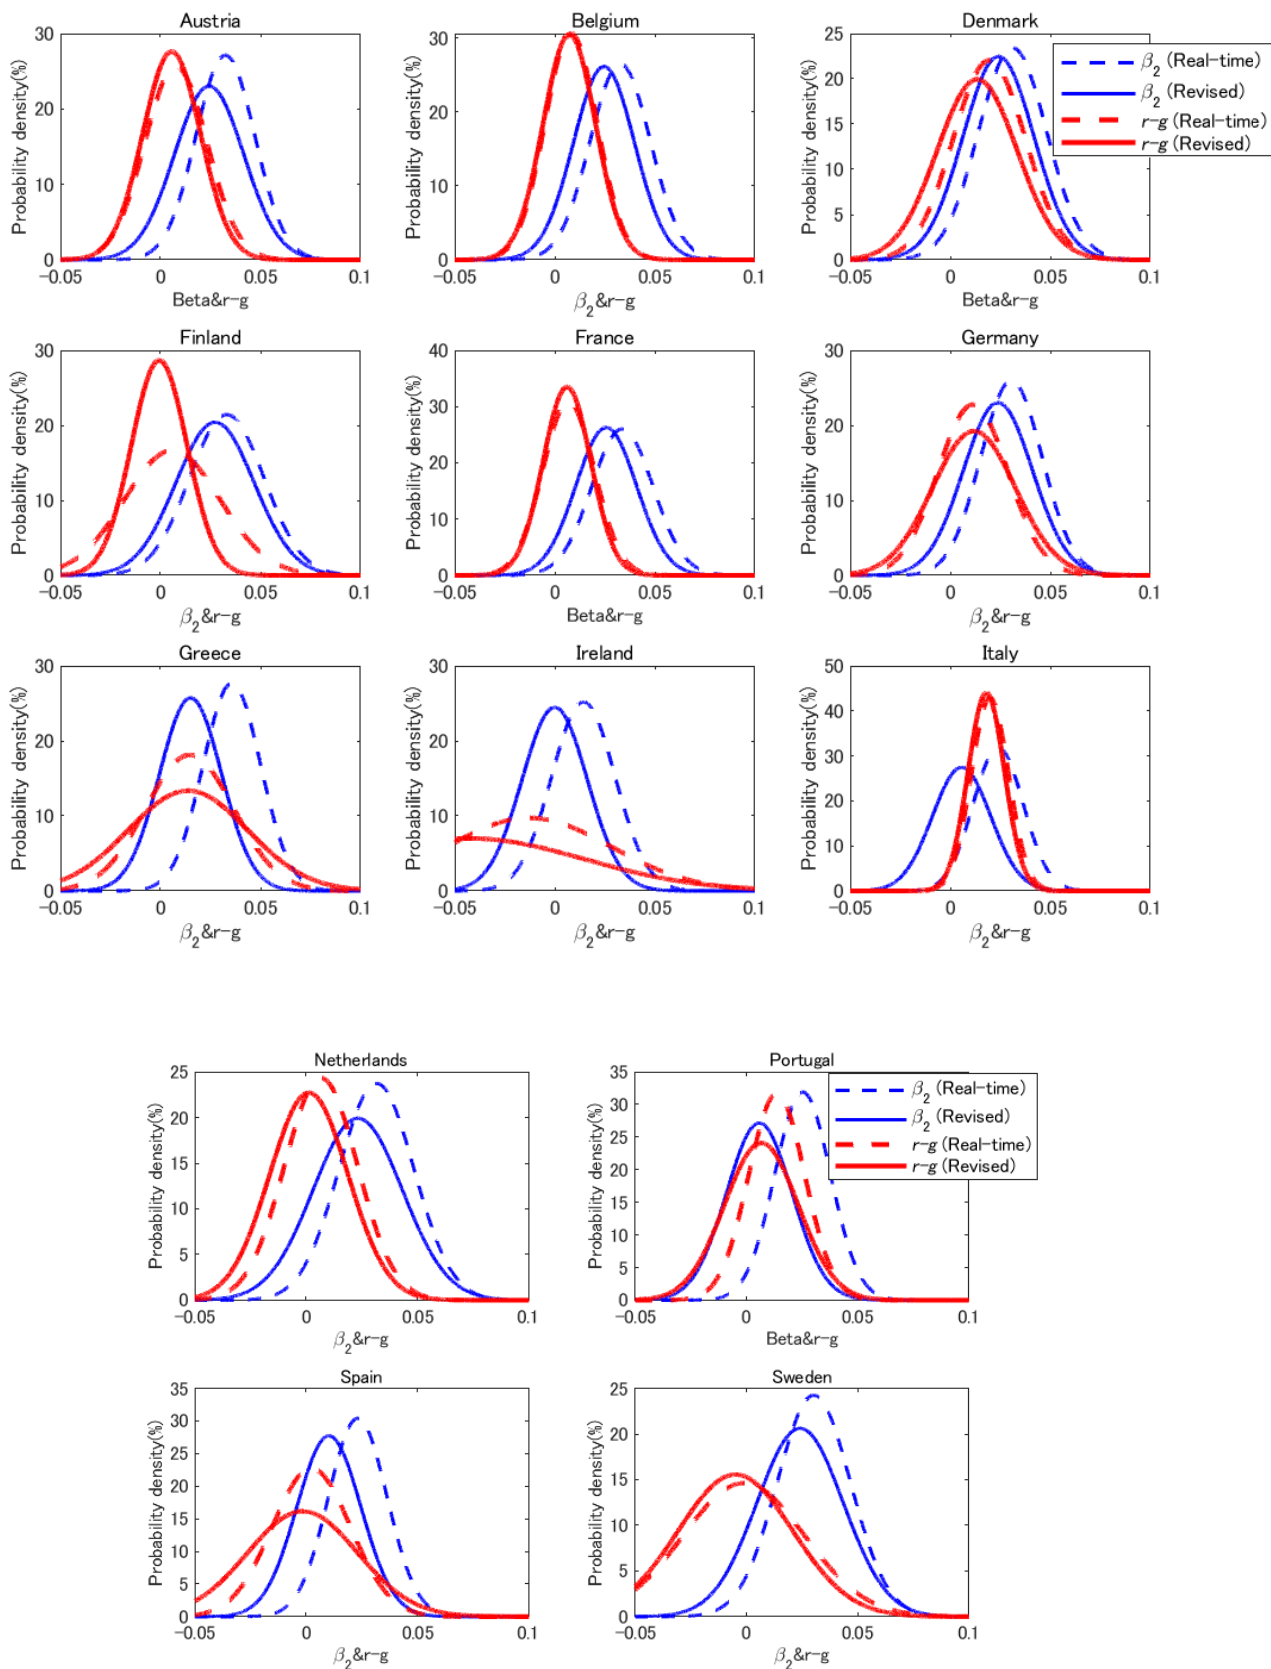 Austria
Probability density(%)
30
20
10
0
-0.05
0
0.05
0.1
Beta&r-g
Belgium
Probability density(%)
30
20
10
0
-0.05
0
0.05
0.1
β2&r-g
Denmark
Probability density(%)
25
20
15
10
5
0
-0.05
0
0.05
0.1
Beta&r-g
β2 (Real-time)
β2 (Revised)
r-g (Real-time)
r-g (Revised)
Finland
Probability density(%)
30
20
10
0
-0.05
0
0.05
0.1
β2&r-g
France
Probability density(%)
40
30
20
10
0
-0.05
0
0.05
0.1
Beta&r-g
Germany
Probability density(%)
30
20
10
0
-0.05
0
0.05
0.1
β2&r-g
Greece
Probability density(%)
30
20
10
0
-0.05
0
0.05
0.1
β2&r-g
Ireland
Probability density(%)
30
20
10
0
-0.05
0
0.05
0.1
β2&r-g
Italy
Probability density(%)
50
40
30
20
10
0
-0.05
0
0.05
0.1
β2&r-g
Netherlands
Probability density(%)
25
20
15
10
5
0
-0.05
0
0.05
0.1
β2&r-g
Portugal
Probability density(%)
35
30
25
20
15
10
5
0
-0.05
0
0.05
0.1
Beta&r-g
β2 (Real-time)
β2 (Revised)
r-g (Real-time)
r-g (Revised)
Spain
Probability density(%)
35
30
25
20
15
10
5
0
-0.05
0
0.05
0.1
β2&r-g
Sweden
Probability density(%)
25
20
15
10
5
0
-0.05
0
0.05
0.1
β2&r-g